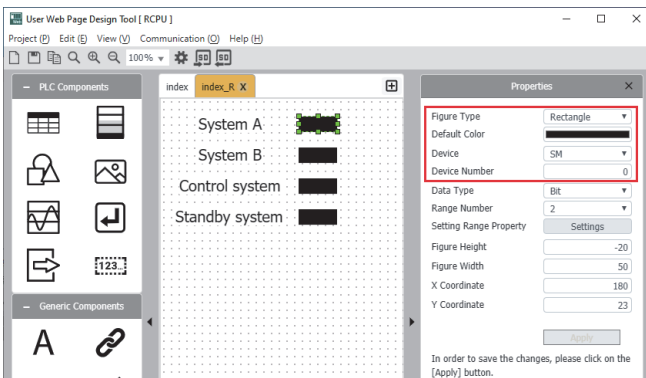 User Web Page Design Tool [ RCPU ]
Project (P) Edit (E) View (V) Communication (O) Help (H)
100%
SD SD
− PLC Components
123...
− Generic Components
A
index index_R X
System A
System B
Control system
Standby system
Properties
Figure Type Rectangle
Default Color
Device SM
Device Number 0
Data Type Bit
Range Number 2
Setting Range Property Settings
Figure Height -20
Figure Width 50
X Coordinate 180
Y Coordinate 23
Apply
In order to save the changes, please click on the
[Apply] button.